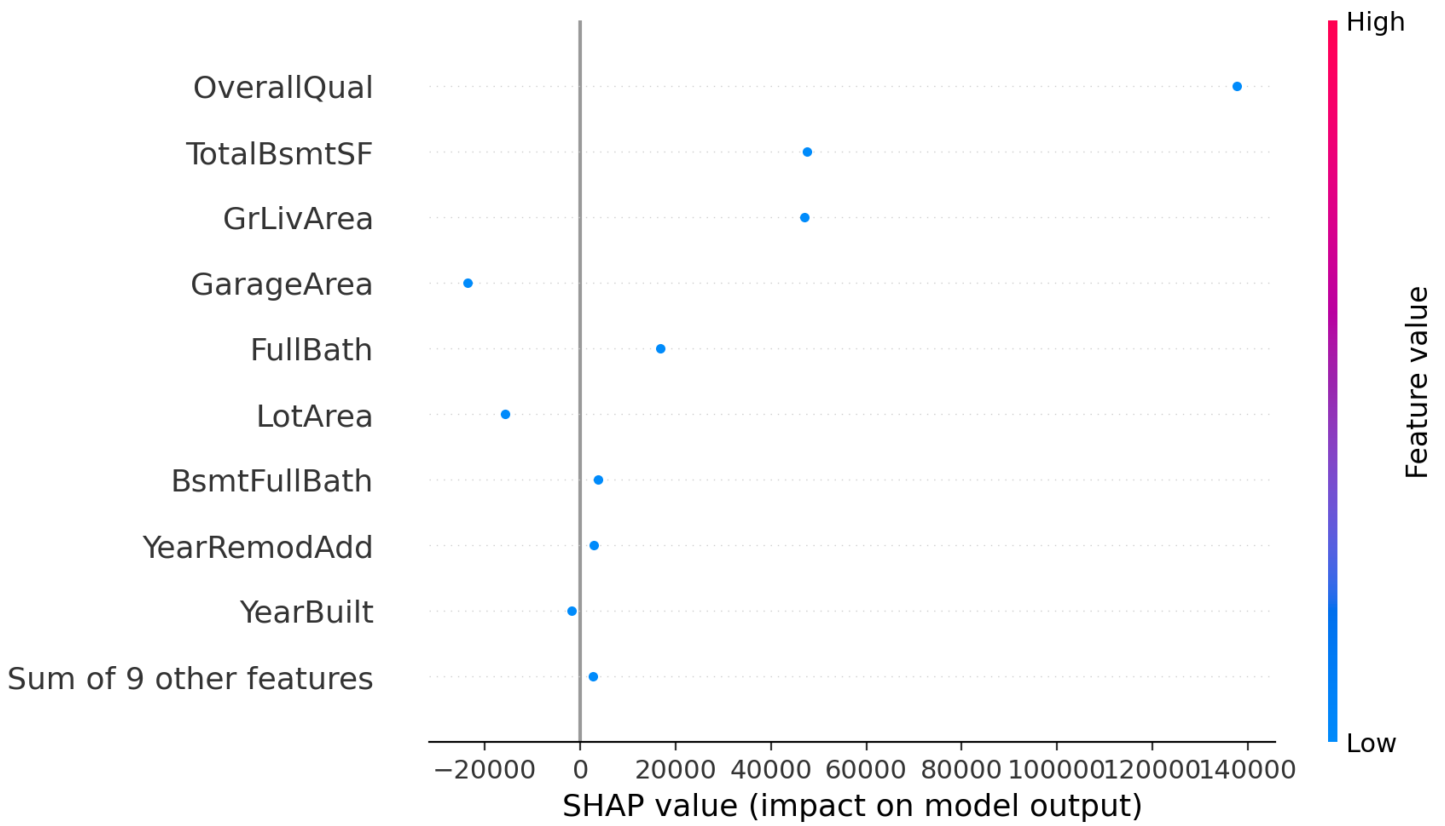 High
OverallQual
TotalBsmtSF
GrLivArea
GarageArea
FullBath
LotArea
BsmtFullBath
YearRemodAdd
YearBuilt
Sum of 9 other features
Feature value
Low
−20000 0 20000 40000 60000 80000 100000 120000 140000
SHAP value (impact on model output)